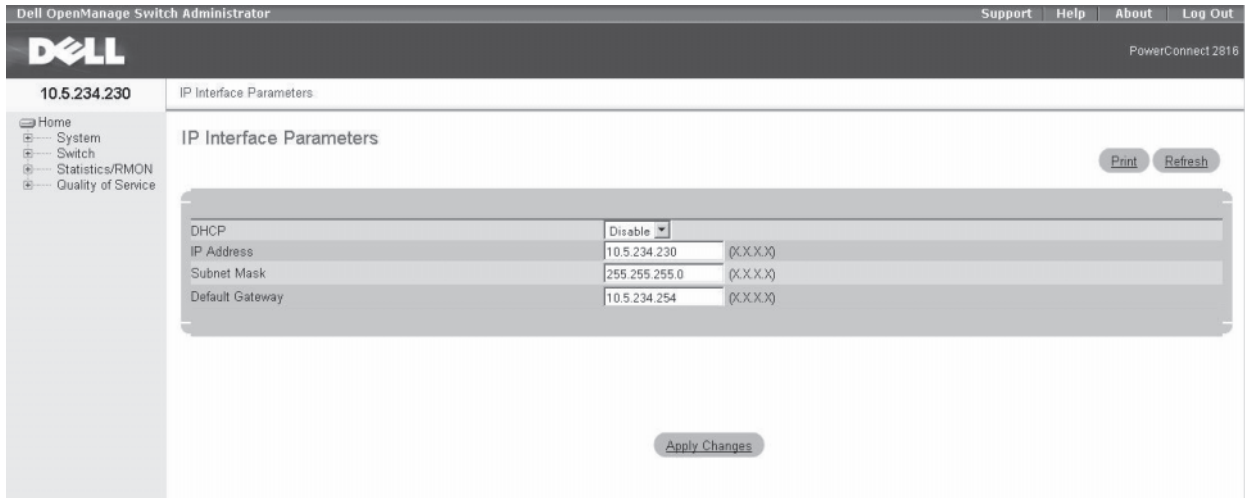 Dell OpenManage Switch Administrator
Support Help About Log Out
DELL
PowerConnect 2816
10.5.234.230
IP Interface Parameters
Home
System
Switch
Statistics/RMON
Quality of Service
IP Interface Parameters
Print Refresh
DHCP Disable
IP Address 10.5.234.230 (X.X.X.X)
Subnet Mask 255.255.255.0 (X.X.X.X)
Default Gateway 10.5.234.254 (X.X.X.X)
Apply Changes